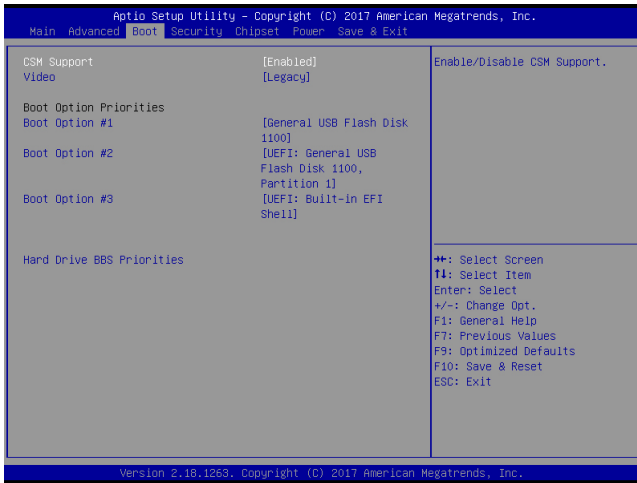 Aptio Setup Utility – Copyright (C) 2017 American Megatrends, Inc.
Main Advanced Boot Security Chipset Power Save & Exit
CSM Support [Enabled]
Video [Legacy]
Boot Option Priorities
Boot Option #1 [General USB Flash Disk
1100]
Boot Option #2 [UEFI: General USB
Flash Disk 1100,
Partition 1]
Boot Option #3 [UEFI: Built-in EFI
Shell]
Hard Drive BBS Priorities
Enable/Disable CSM Support.
→←: Select Screen
↑↓: Select Item
Enter: Select
+/-: Change Opt.
F1: General Help
F7: Previous Values
F9: Optimized Defaults
F10: Save & Reset
ESC: Exit
Version 2.18.1263. Copyright (C) 2017 American Megatrends, Inc.